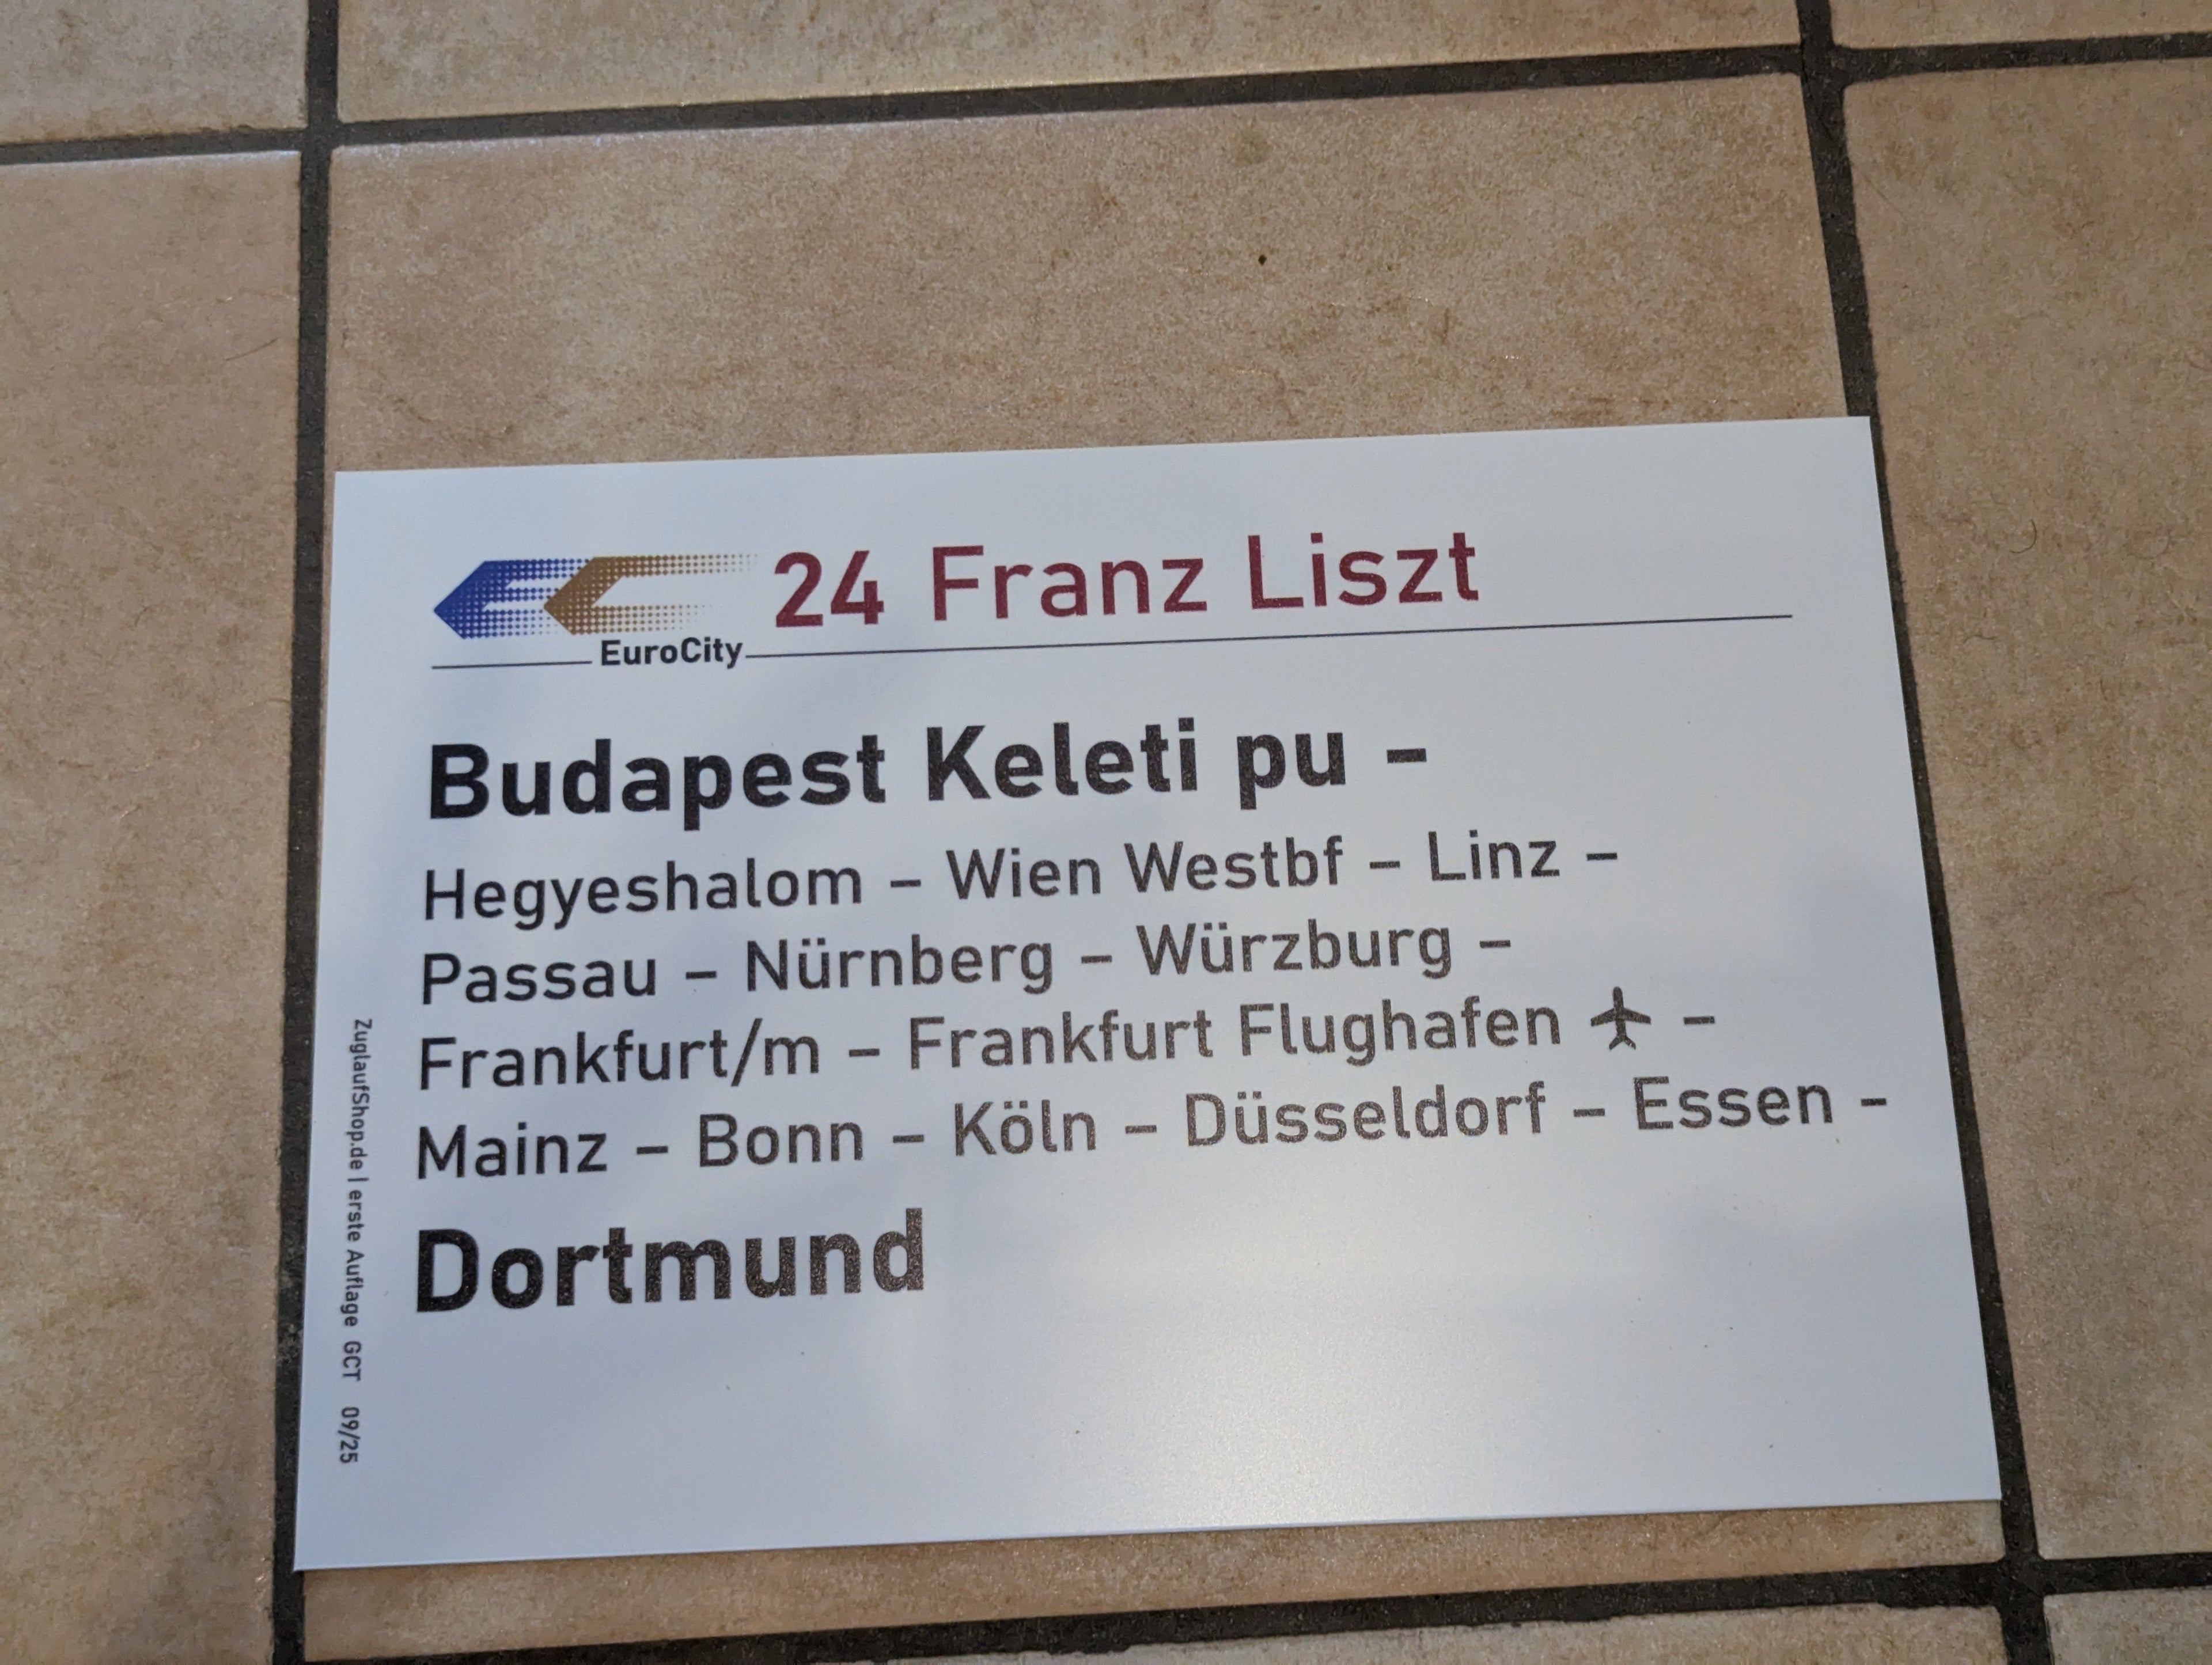 24 Franz Liszt
EuroCity
Budapest Keleti pu –
Hegyeshalom – Wien Westbf – Linz –
Passau – Nürnberg – Würzburg –
Frankfurt/m – Frankfurt Flughafen ✈ –
Mainz – Bonn – Köln – Düsseldorf – Essen –
Dortmund
ZuglaufShop.de | erste Auflage GCT 09/25